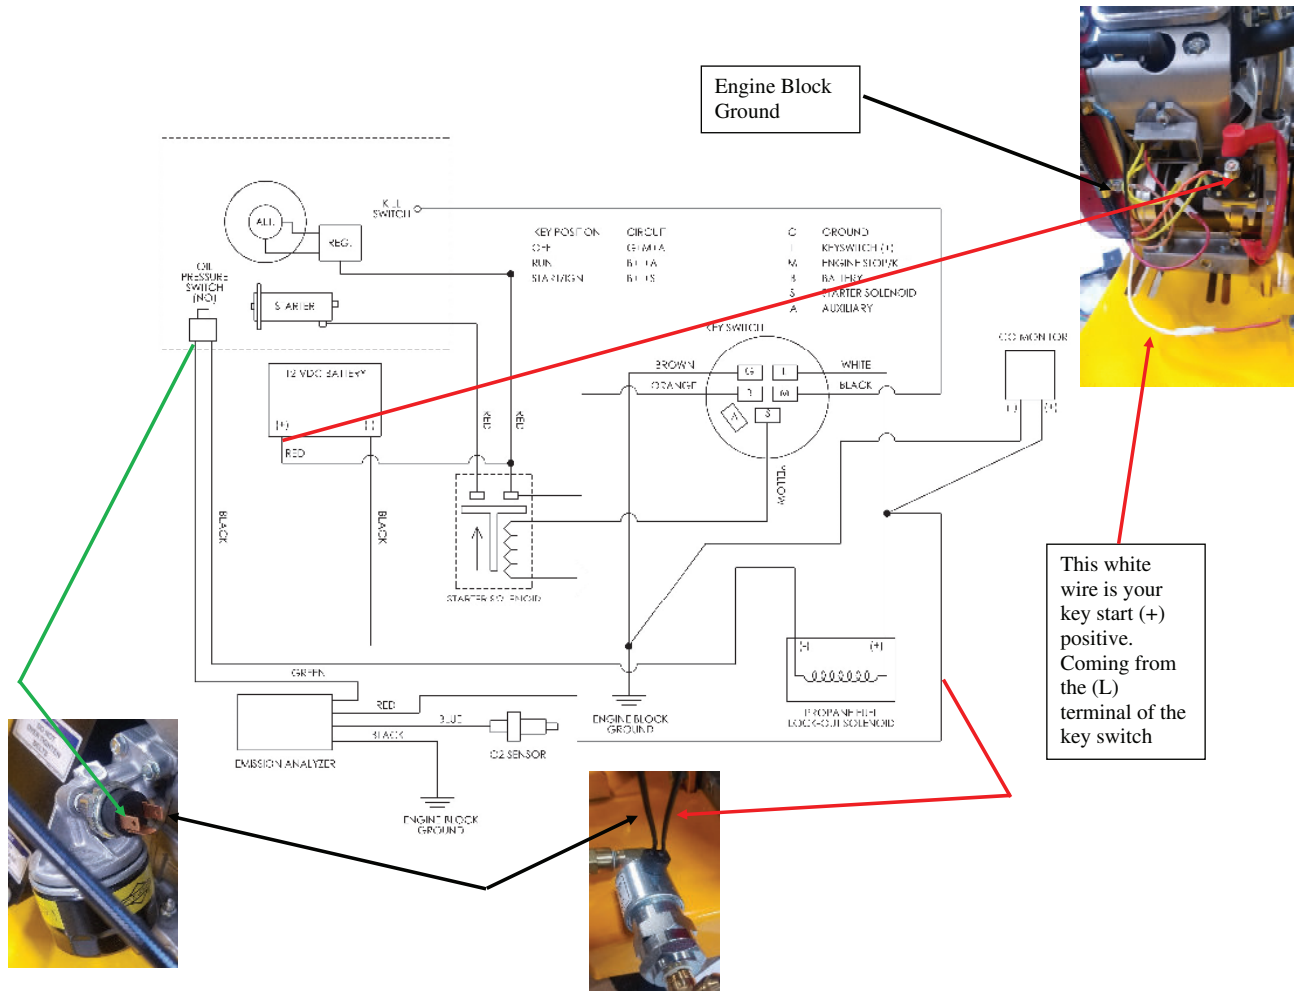 Engine Block
Ground
KILL
SWITCH
ALT.
REG.
OIL
PRESSURE
SWITCH
(NO)
STARTER
KEY POSITION
CIRCUIT
OFF
G+M+A
RUN
START/IGN
GROUND
KEYSWITCH (+)
M
ENGINE STOP/K
BATTERY
S
STARTER SOLENOID
A
AUXILIARY
KEY SWITCH
CO MONITOR
BROWN
G
L
WHITE
ORANGE
M
BLACK
A
S
12 VDC BATTERY
(+)
(-)
RED
RED
RED
(-)
(+)
YELLOW
BLACK
BLACK
STARTER SOLENOID
This white
wire is your
key start (+)
positive.
Coming from
the (L)
terminal of the
key switch
GREEN
(-)
(+)
RED
BLUE
BLACK
ENGINE BLOCK
GROUND
PROPANE FUEL
LOCK-OUT SOLENOID
O2 SENSOR
EMISSION ANALYZER
ENGINE BLOCK
GROUND